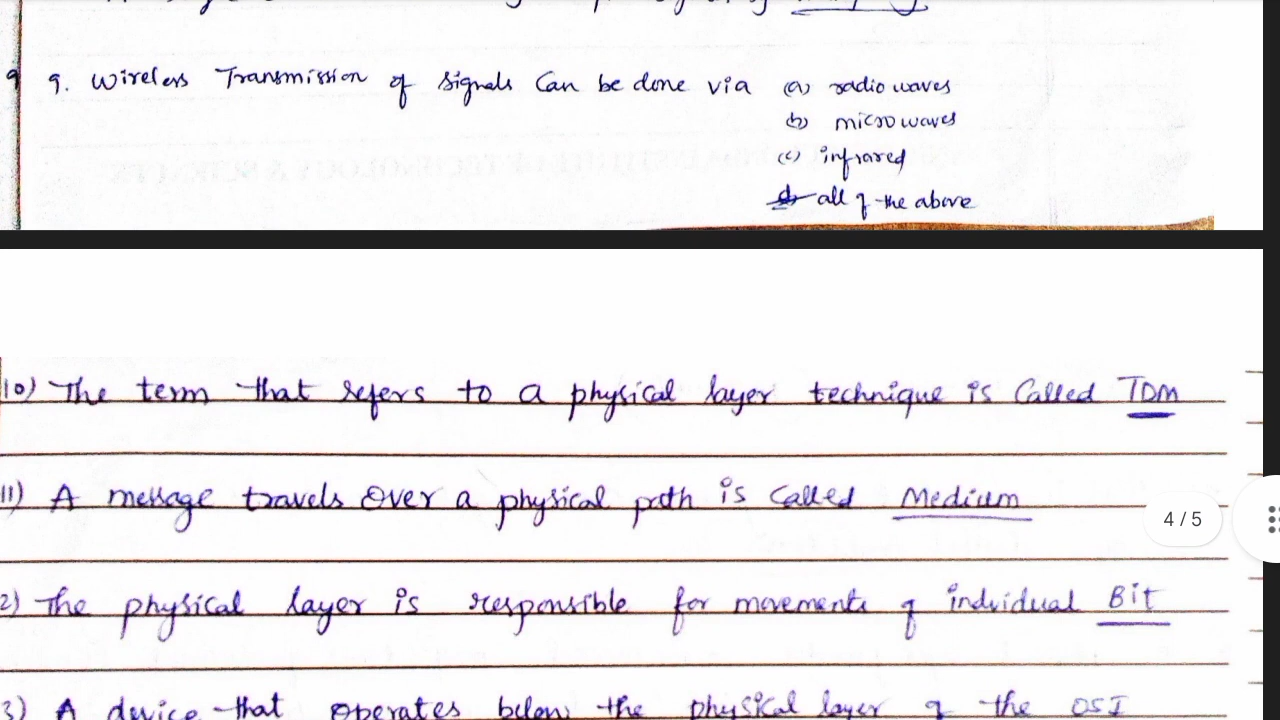 9. Wireless Transmission of signals Can be done via (a) radio waves
(b) microwaves
(c) infrared
(d) all of the above
10) The term that refers to a physical layer technique is Called TDM
11) A message travels over a physical path is Called Medium
4 / 5
2) The physical layer is responsible for movements of individual Bit
3) A device that operates below the physical layer of the OSI